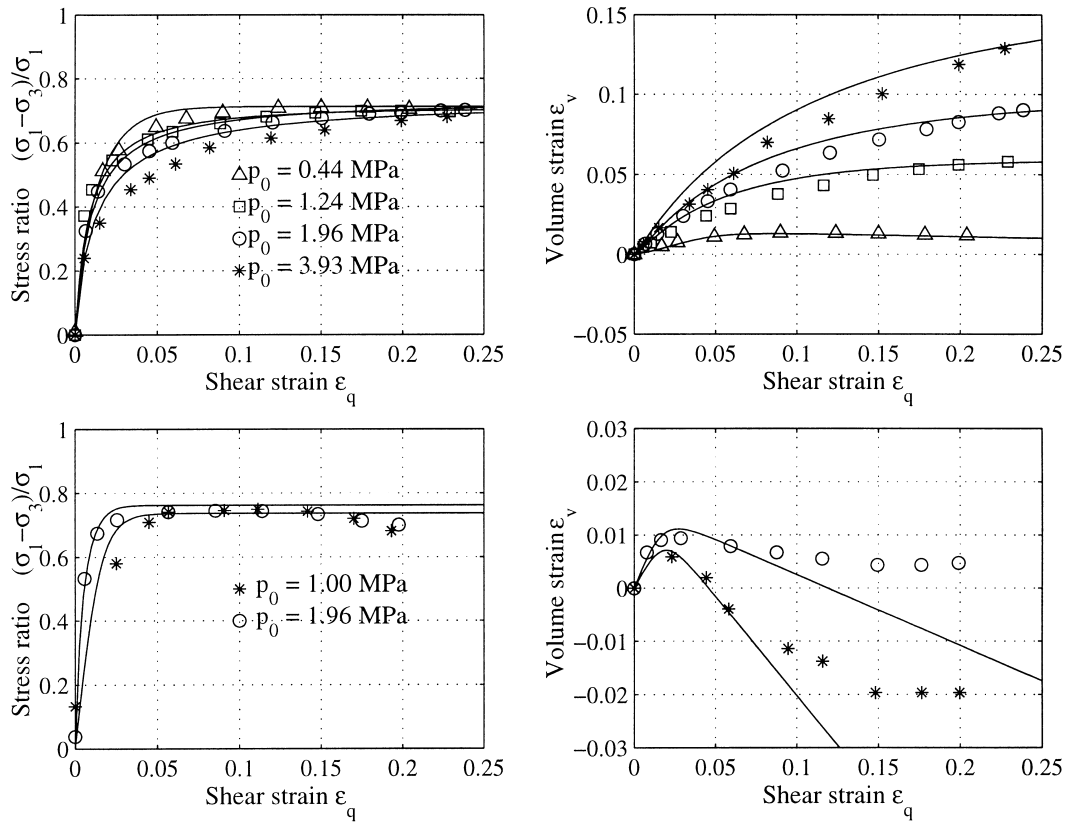 1
0.8
0.6
0.4
0.2
0
Stress ratio (σ1−σ3)/σ1
p0 = 0.44 MPa
p0 = 1.24 MPa
p0 = 1.96 MPa
p0 = 3.93 MPa
0 0.05 0.1 0.15 0.2 0.25
Shear strain εq
0.15
0.10
0.05
0
−0.05
Volume strain εv
0 0.05 0.1 0.15 0.2 0.25
Shear strain εq
1
0.8
0.6
0.4
0.2
0
Stress ratio (σ1−σ3)/σ1
p0 = 1.00 MPa
p0 = 1.96 MPa
0 0.05 0.1 0.15 0.2 0.25
Shear strain εq
0.03
0.02
0.01
0
−0.01
−0.02
−0.03
Volume strain εv
0 0.05 0.1 0.15 0.2 0.25
Shear strain εq